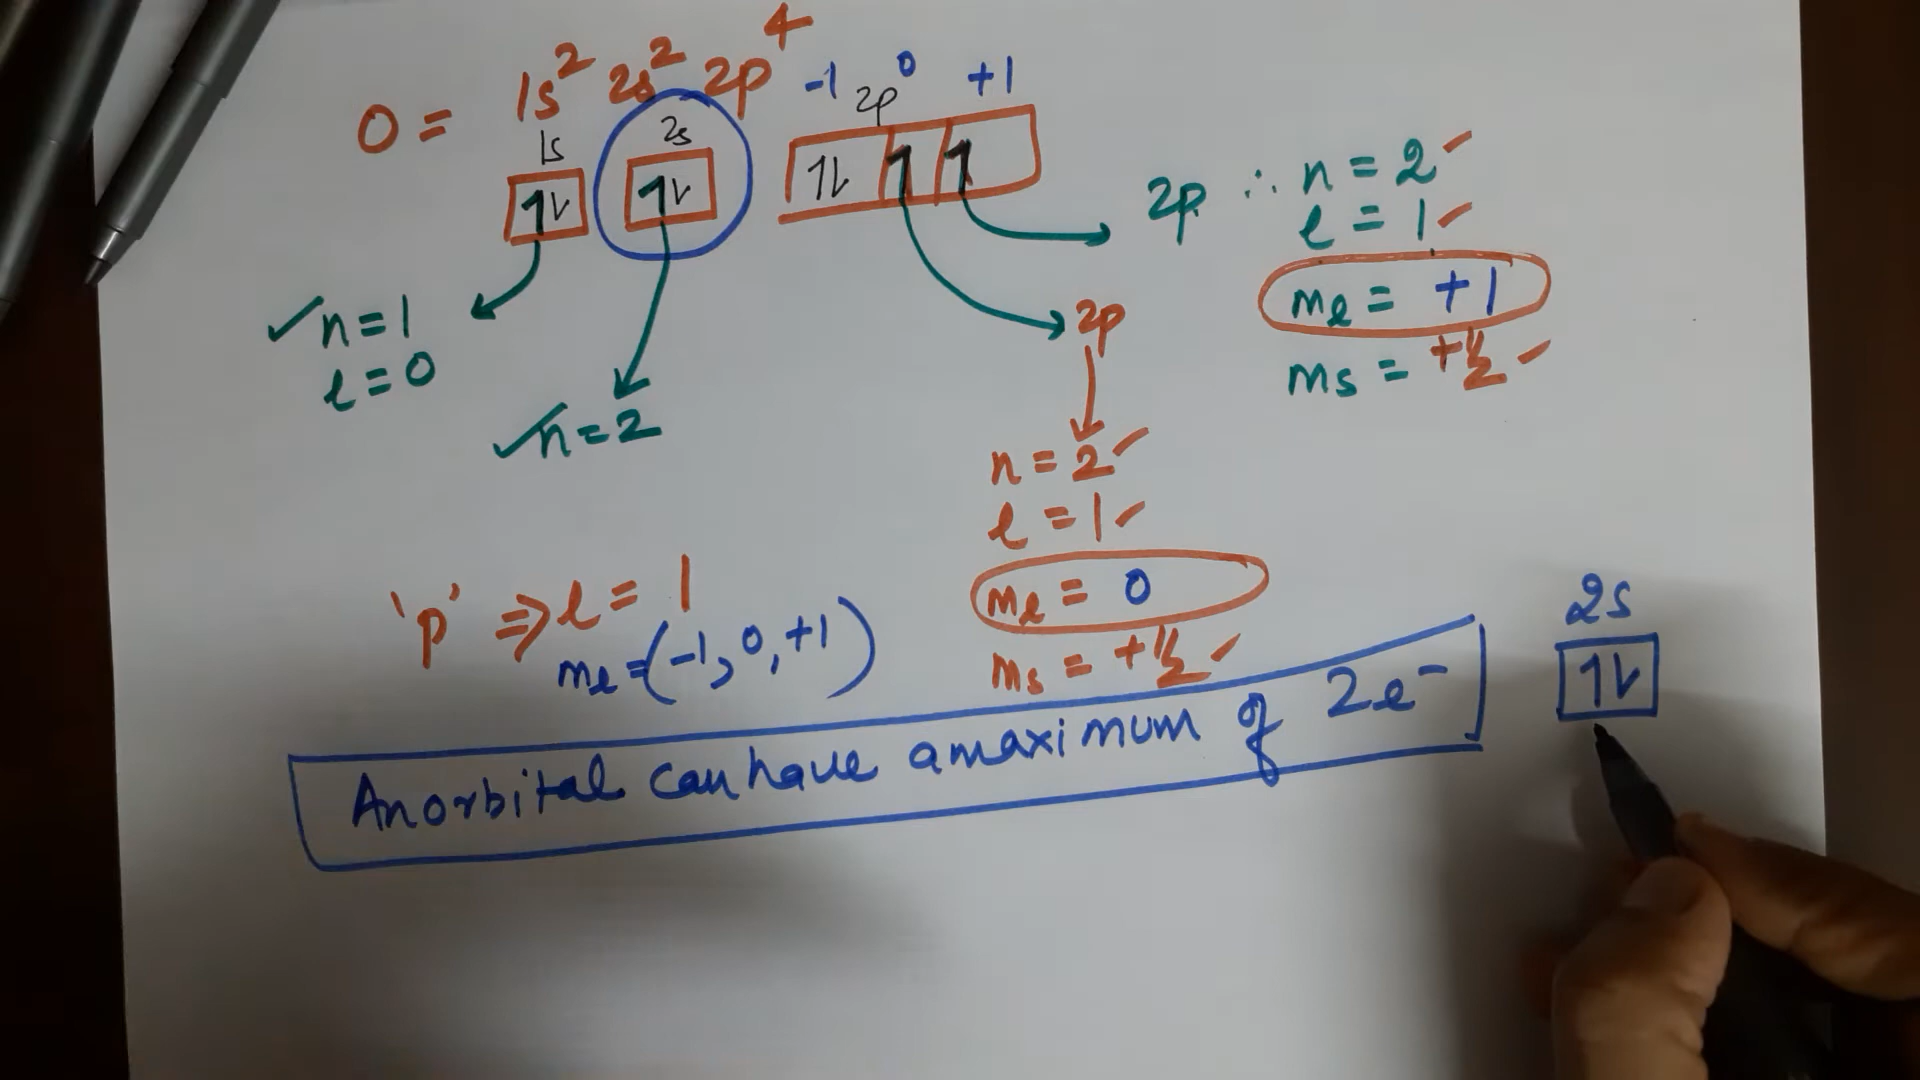 O = 1s² 2s² 2p⁴
-1 0 +1
1s 2s 2p
1↿⇂ 1↿⇂ 1↿⇂ 1 1
2p ∴ n = 2
l = 1
mₗ = +1
ms = +½
n=1
l=0
n=2
2p
n = 2
l = 1
mₗ = 0
ms = +½
'p' ⇒ l = 1
mₗ = (-1, 0, +1)
An orbital can have a maximum of 2e⁻
2s
↿⇂